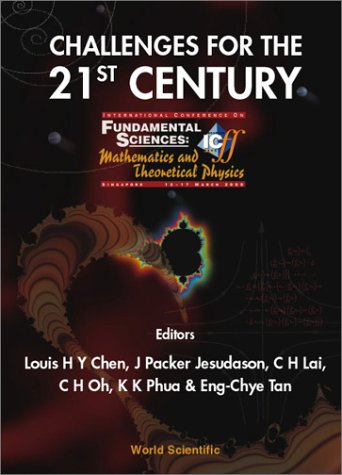 CHALLENGES FOR THE
21ST CENTURY
INTERNATIONAL CONFERENCE ON
FUNDAMENTAL
SCIENCES:
ICff
Mathematics and
Theoretical Physics
SINGAPORE 13-17 MARCH 2000
Editors
Louis H Y Chen, J Packer Jesudason, C H Lai,
C H Oh, K K Phua & Eng-Chye Tan
World Scientific